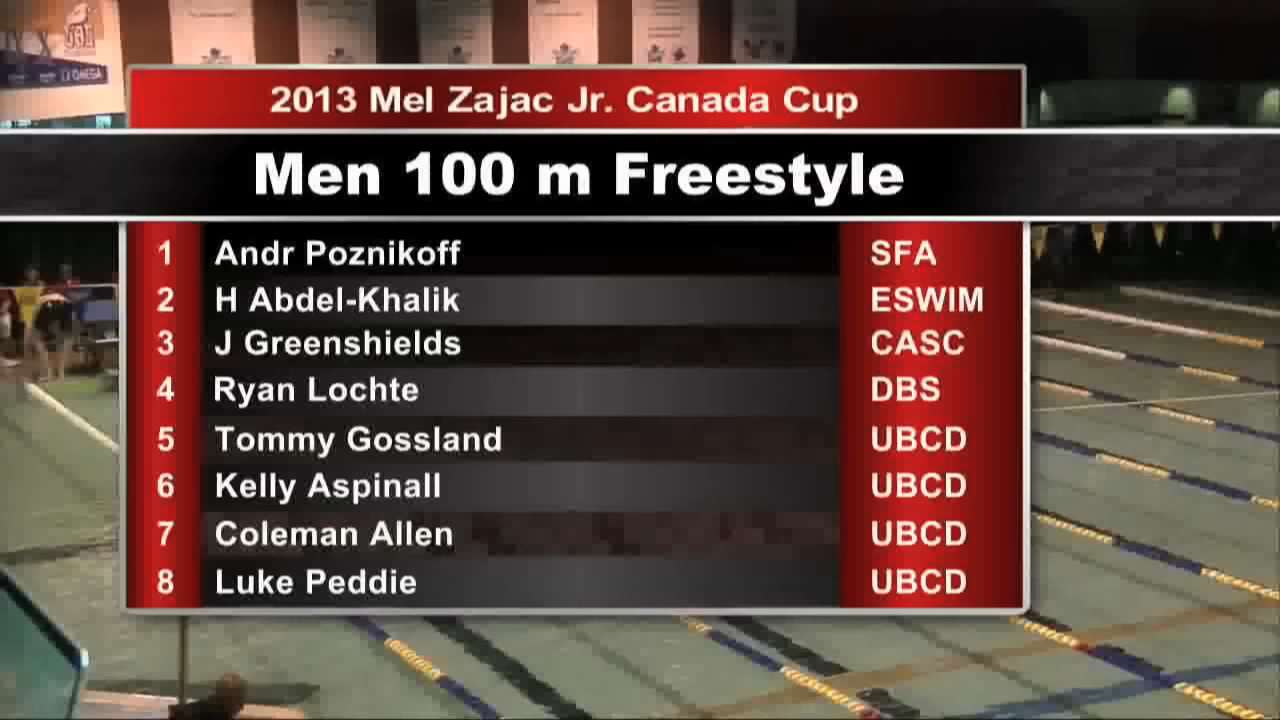 OMEGA
2013 Mel Zajac Jr. Canada Cup
Men 100 m Freestyle
1 Andr Poznikoff SFA
2 H Abdel-Khalik ESWIM
3 J Greenshields CASC
4 Ryan Lochte DBS
5 Tommy Gossland UBCD
6 Kelly Aspinall UBCD
7 Coleman Allen UBCD
8 Luke Peddie UBCD